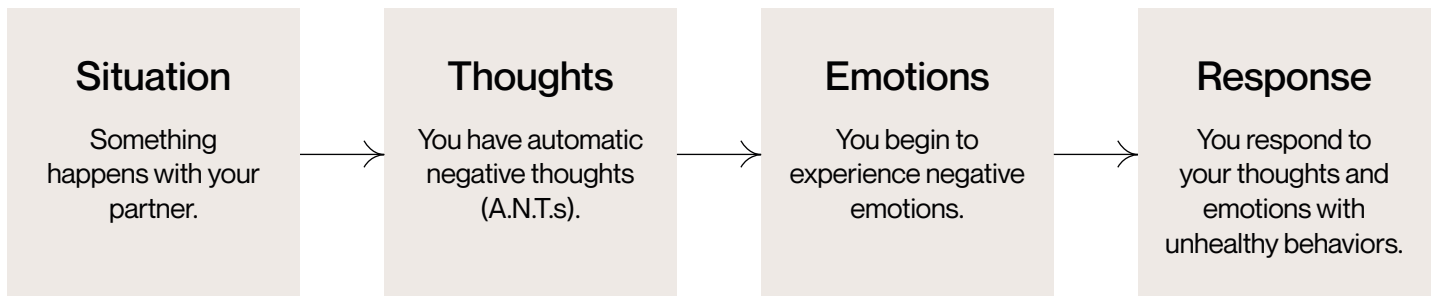 Situation
Something
happens with your
partner.
Thoughts
You have automatic
negative thoughts
(A.N.T.s).
Emotions
You begin to
experience negative
emotions.
Response
You respond to
your thoughts and
emotions with
unhealthy behaviors.